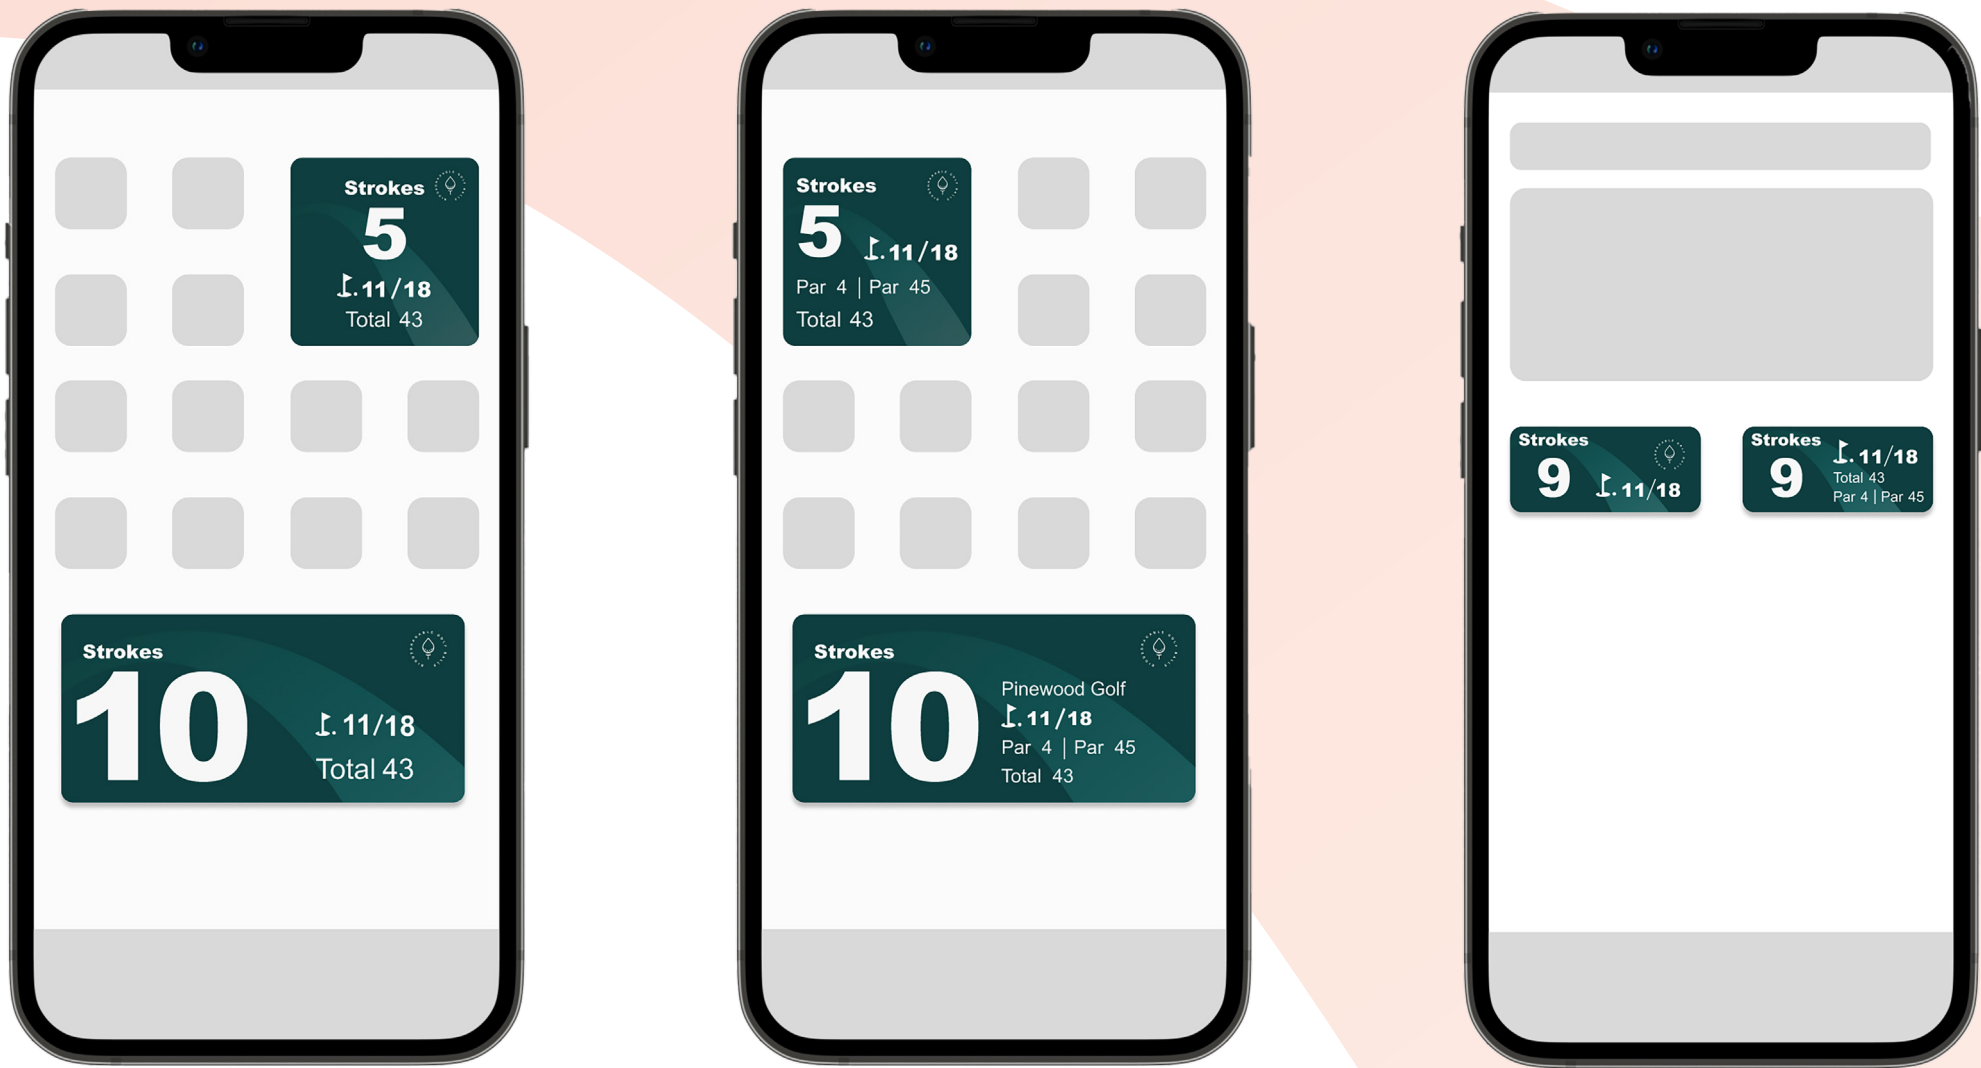 Strokes
5
11/18
Total 43
Strokes
10
11/18
Total 43
Strokes
5
11/18
Par 4 | Par 45
Total 43
Strokes
10
Pinewood Golf
11/18
Par 4 | Par 45
Total 43
Strokes
9
11/18
Strokes
9
11/18
Total 43
Par 4 | Par 45